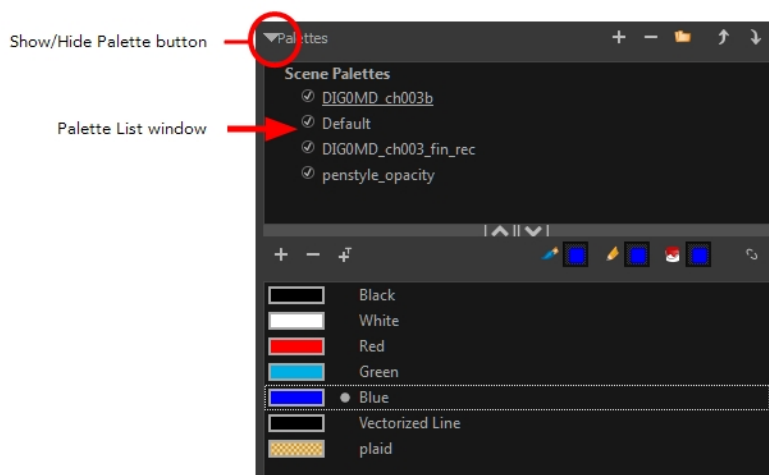 Show/Hide Palette button
Palettes
Scene Palettes
DIG0MD_ch003b
Palette List window
Default
DIG0MD_ch003_fin_rec
penstyle_opacity
Black
White
Red
Green
Blue
Vectorized Line
plaid